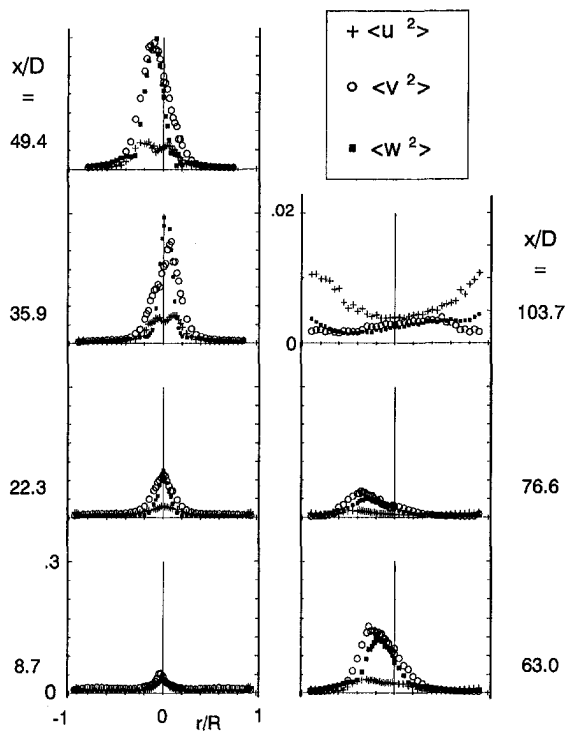 + <u ²>
o <v ²>
■ <w ²>
x/D
=
49.4
35.9
22.3
.3
8.7
0
-1 0 1
r/R
.02
0
x/D
=
103.7
76.6
63.0